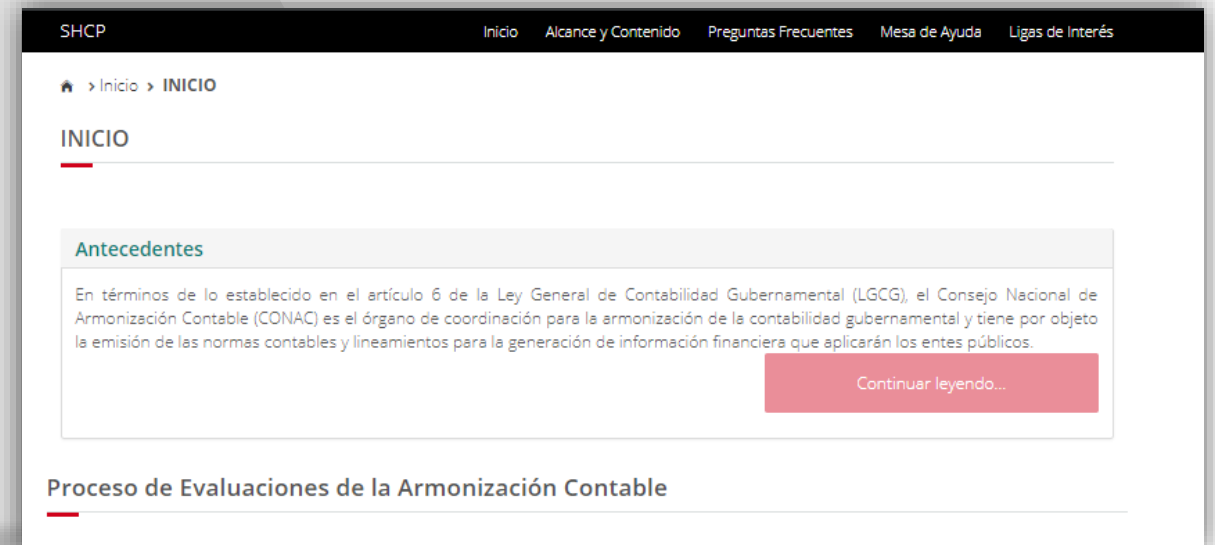 SHCP Inicio Alcance y Contenido Preguntas Frecuentes Mesa de Ayuda Ligas de Interés
> Inicio > INICIO
INICIO
Antecedentes
En términos de lo establecido en el artículo 6 de la Ley General de Contabilidad Gubernamental (LGCG), el Consejo Nacional de
Armonización Contable (CONAC) es el órgano de coordinación para la armonización de la contabilidad gubernamental y tiene por objeto
la emisión de las normas contables y lineamientos para la generación de información financiera que aplicarán los entes públicos.
Continuar leyendo...
Proceso de Evaluaciones de la Armonización Contable